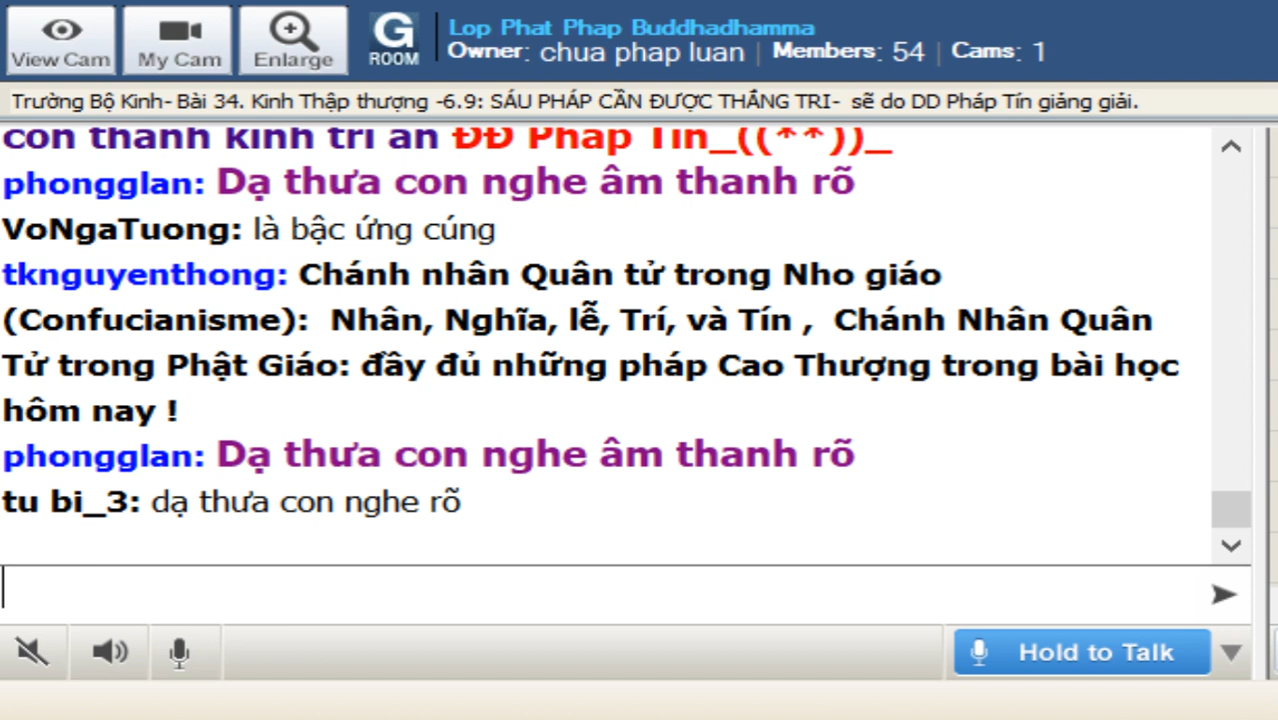 Lop Phat Phap Buddhadhamma
View Cam My Cam Enlarge G ROOM Owner: chua phap luan | Members: 54 | Cams: 1
Trường Bộ Kinh- Bài 34. Kinh Thập thượng -6.9: SÁU PHÁP CẦN ĐƯỢC THẮNG TRI- sẽ do DD Pháp Tín giảng giải.
con thành kính tri ân ĐĐ Pháp Tín_((**))_
phongglan: Dạ thưa con nghe âm thanh rõ
VoNgaTuong: là bậc ứng cúng
tknguyenthong: Chánh nhân Quân tử trong Nho giáo
(Confucianisme): Nhân, Nghĩa, lễ, Trí, và Tín , Chánh Nhân Quân
Tử trong Phật Giáo: đầy đủ những pháp Cao Thượng trong bài học
hôm nay !
phongglan: Dạ thưa con nghe âm thanh rõ
tu bi_3: dạ thưa con nghe rõ
Hold to Talk